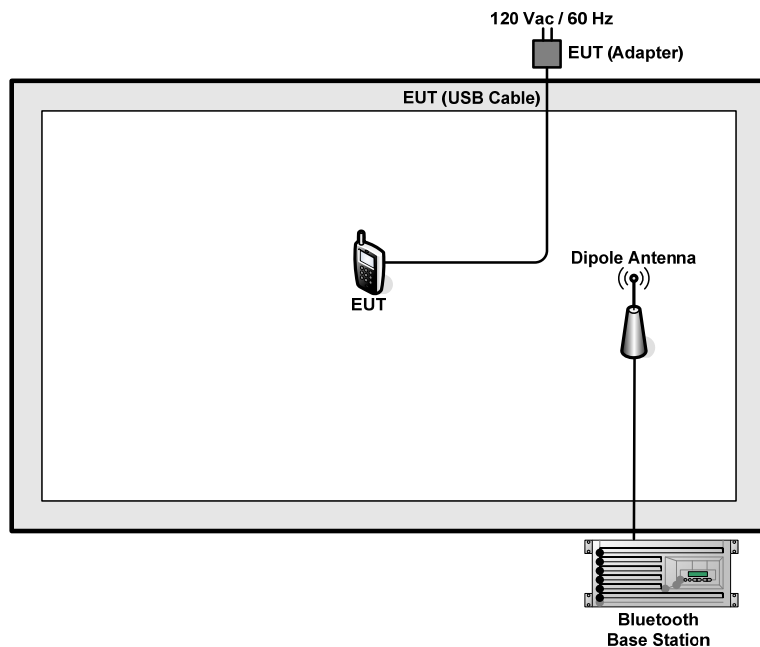 120 Vac / 60 Hz
EUT (Adapter)
EUT (USB Cable)
Dipole Antenna
EUT
Bluetooth
Base Station